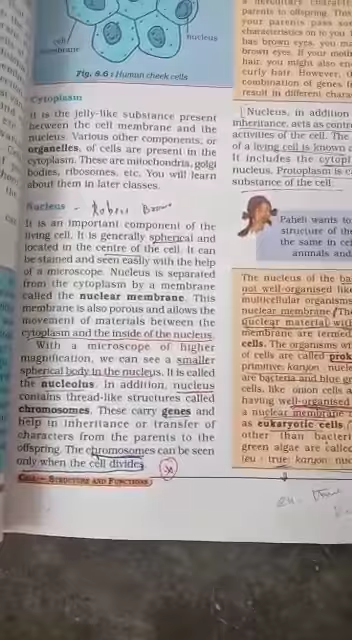 cell
membrane
nucleus
Fig. 8.6 : Human cheek cells
Cytoplasm
It is the jelly-like substance present
between the cell membrane and the
nucleus. Various other components, or
organelles, of cells are present in the
cytoplasm. These are mitochondria, golgi
bodies, ribosomes, etc. You will learn
about them in later classes.
Nucleus - Robert Brown
It is an important component of the
living cell. It is generally spherical and
located in the centre of the cell. It can
be stained and seen easily with the help
of a microscope. Nucleus is separated
from the cytoplasm by a membrane
called the nuclear membrane. This
membrane is also porous and allows the
movement of materials between the
cytoplasm and the inside of the nucleus.
With a microscope of higher
magnification, we can see a smaller
spherical body in the nucleus. It is called
the nucleolus. In addition, nucleus
contains thread-like structures called
chromosomes. These carry genes and
help in inheritance or transfer of
characters from the parents to the
offspring. The chromosomes can be seen
only when the cell divides.
CELL – STRUCTURE AND FUNCTIONS
a hereditary
parents to offspring. Th
your parents pass so
characteristics on to you. I
has brown eyes, you m
brown eyes. If your moth
hair, you might also en
curly hair. However, t
combination of genes f
result in different chara
Nucleus, in addition
inheritance, acts as contr
activities of the cell. The
of a living cell is known
It includes the cytopl
nucleus. Protoplasm is ca
substance of the cell.
Paheli wants to
structure of the
the same in cel
animals and
The nucleus of the ba
not well-organised like
multicellular organisms
nuclear membrane. The
nuclear material with
membrane are termed
cells. The organisms wi
of cells are called prok
primitive; karyon : nucle
are bacteria and blue g
cells, like onion cells a
having well-organised
a nuclear membrane
as eukaryotic cells.
other than bacteri
green algae are called
(eu : true; karyon: nuc